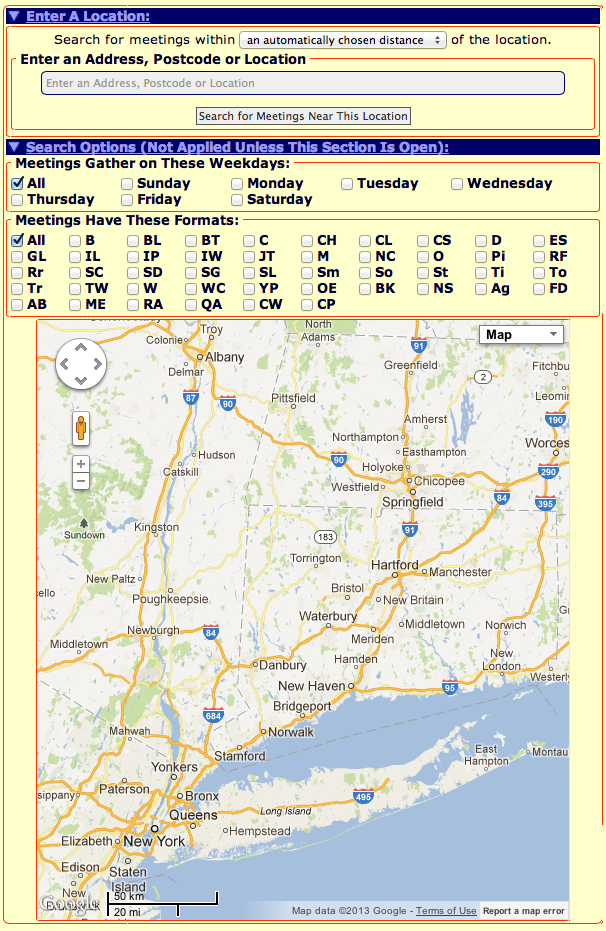 ▼ Enter A Location:
Search for meetings within an automatically chosen distance of the location.
Enter an Address, Postcode or Location
Enter an Address, Postcode or Location
Search for Meetings Near This Location
▼ Search Options (Not Applied Unless This Section Is Open):
Meetings Gather on These Weekdays:
All Sunday Monday Tuesday Wednesday
Thursday Friday Saturday
Meetings Have These Formats:
All B BL BT C CH CL CS D ES
GL IL IP IW JT M NC O Pi RF
Rr SC SD SG SL Sm So St Ti To
Tr TW W WC YP OE BK NS Ag FD
AB ME RA QA CW CP
North
Adams
Troy
Map
Colonie
91
Albany
Greenfield
Fitchbu
Delmar
2
Leomin
87
90
Pittsfield
Amherst
190
Northampton
Worces
Hudson
90
Easthampton
Holyoke
290
Catskill
Westfield
Chicopee
84
Springfield
395
Sundown
Kingston
91
183
Torrington
Hartford
Manchester
New Paltz
ello
Bristol
Poughkeepsie
New Britain
Waterbury
Middletown
Norwich
Newburgh
84
Meriden
Middletown
Hamden
New
London
Danbury
Westerly
New Haven
95
Bridgeport
684
Mahwah
Norwalk
Stamford
East
Hampton
Montau
Yonkers
Paterson
sippany
Bronx
495
Queens
Long Island
Hempstead
Elizabeth
New York
Edison
Staten
Island
New
Brunswick
50 km
Google
20 mi
Map data ©2013 Google - Terms of Use Report a map error